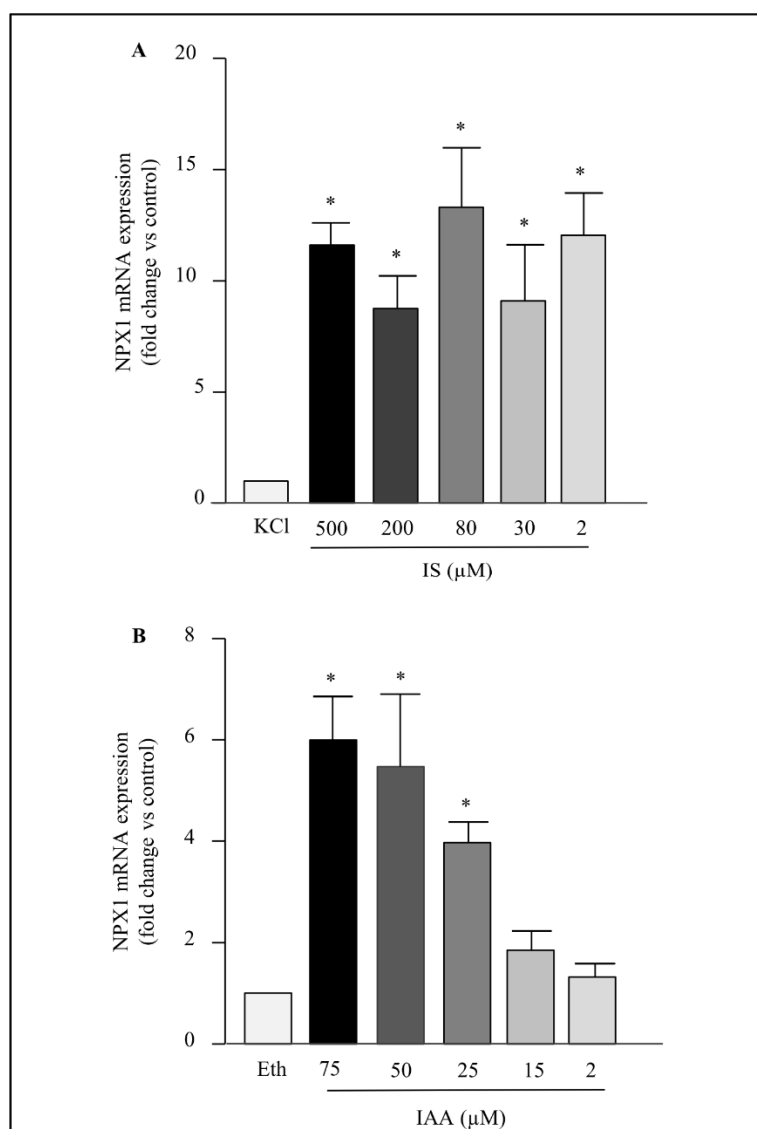 A
NPX1 mRNA expression
(fold change vs control)
20
15
10
5
0
*
*
*
*
*
KCl
500
200
80
30
2
IS (µM)
B
NPX1 mRNA expression
(fold change vs control)
8
6
4
2
0
*
*
*
Eth
75
50
25
15
2
IAA (µM)